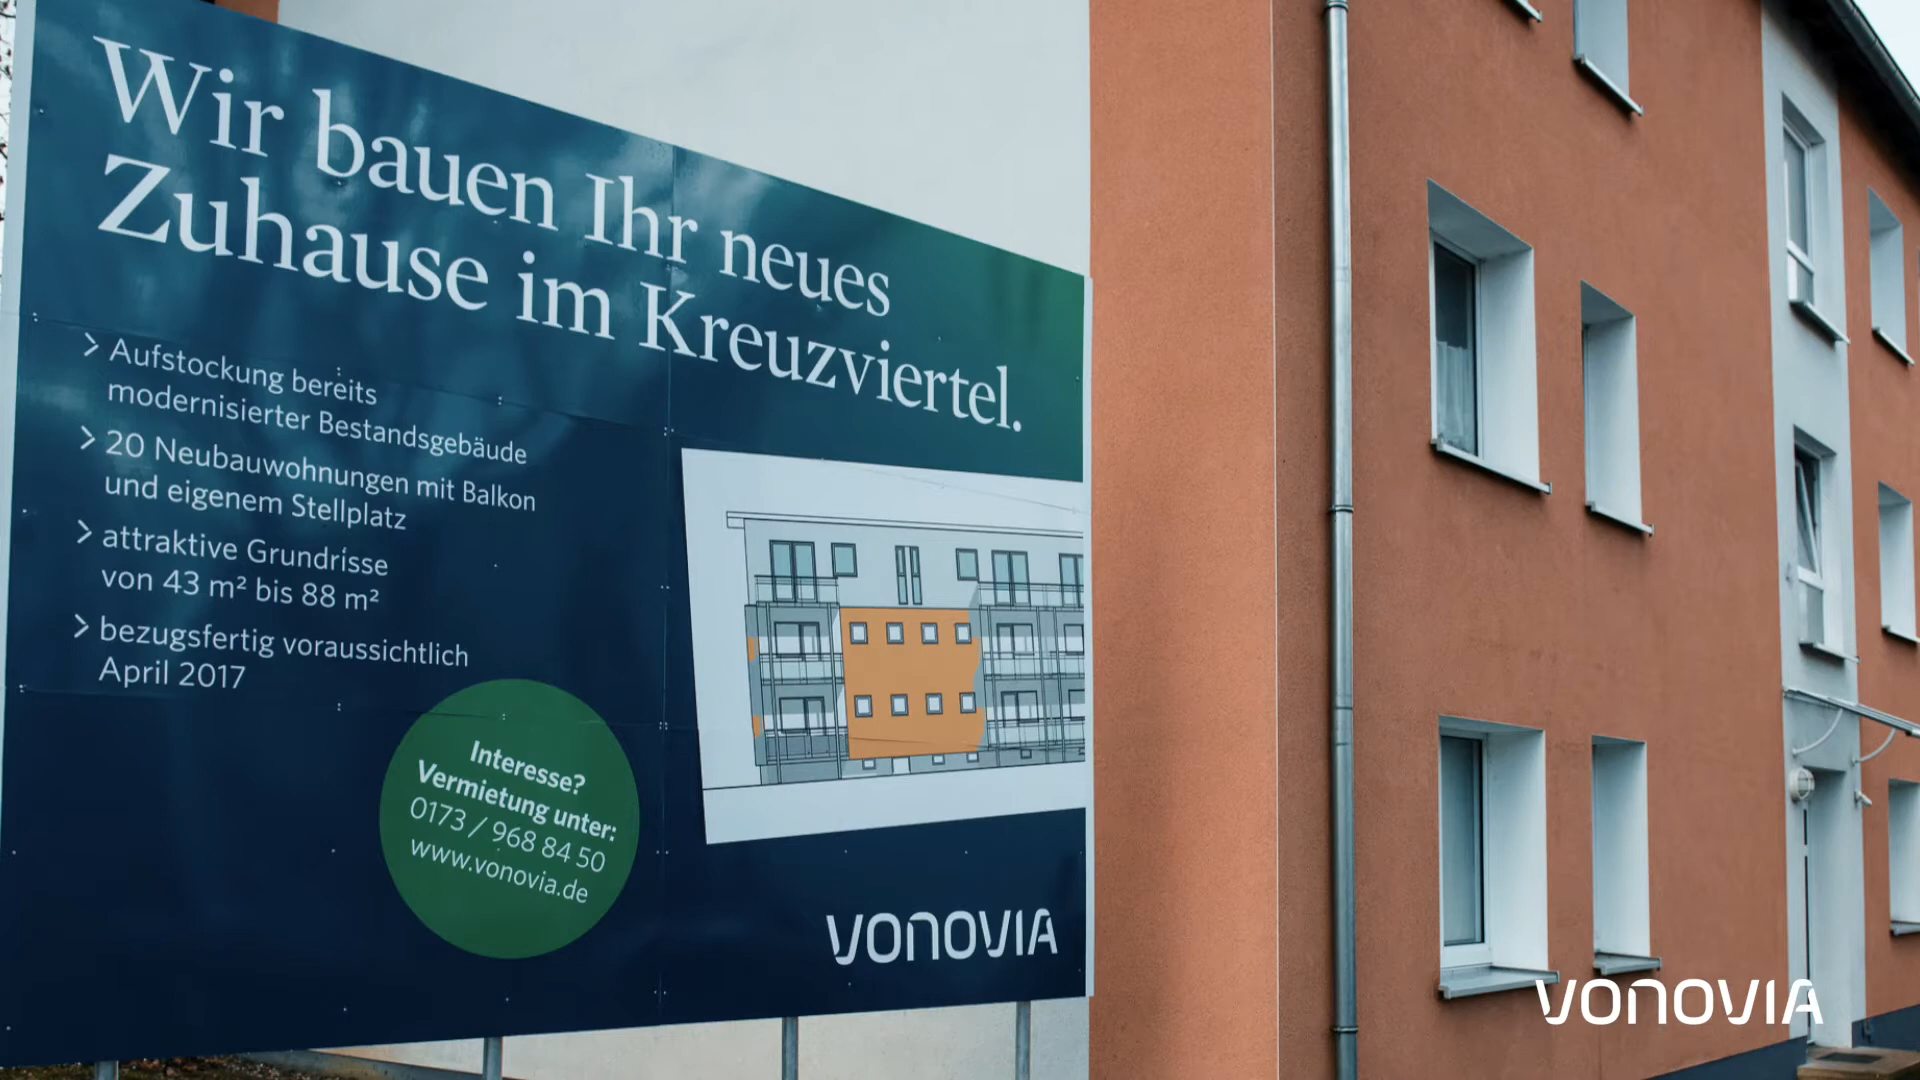 Wir bauen Ihr neues
Zuhause im Kreuzviertel.
> Aufstockung bereits
modernisierter Bestandsgebäude
> 20 Neubauwohnungen mit Balkon
und eigenem Stellplatz
> attraktive Grundrisse
von 43 m² bis 88 m²
> bezugsfertig voraussichtlich
April 2017
Interesse?
Vermietung unter:
0173 / 968 84 50
www.vonovia.de
VONOVIA
VONOVIA